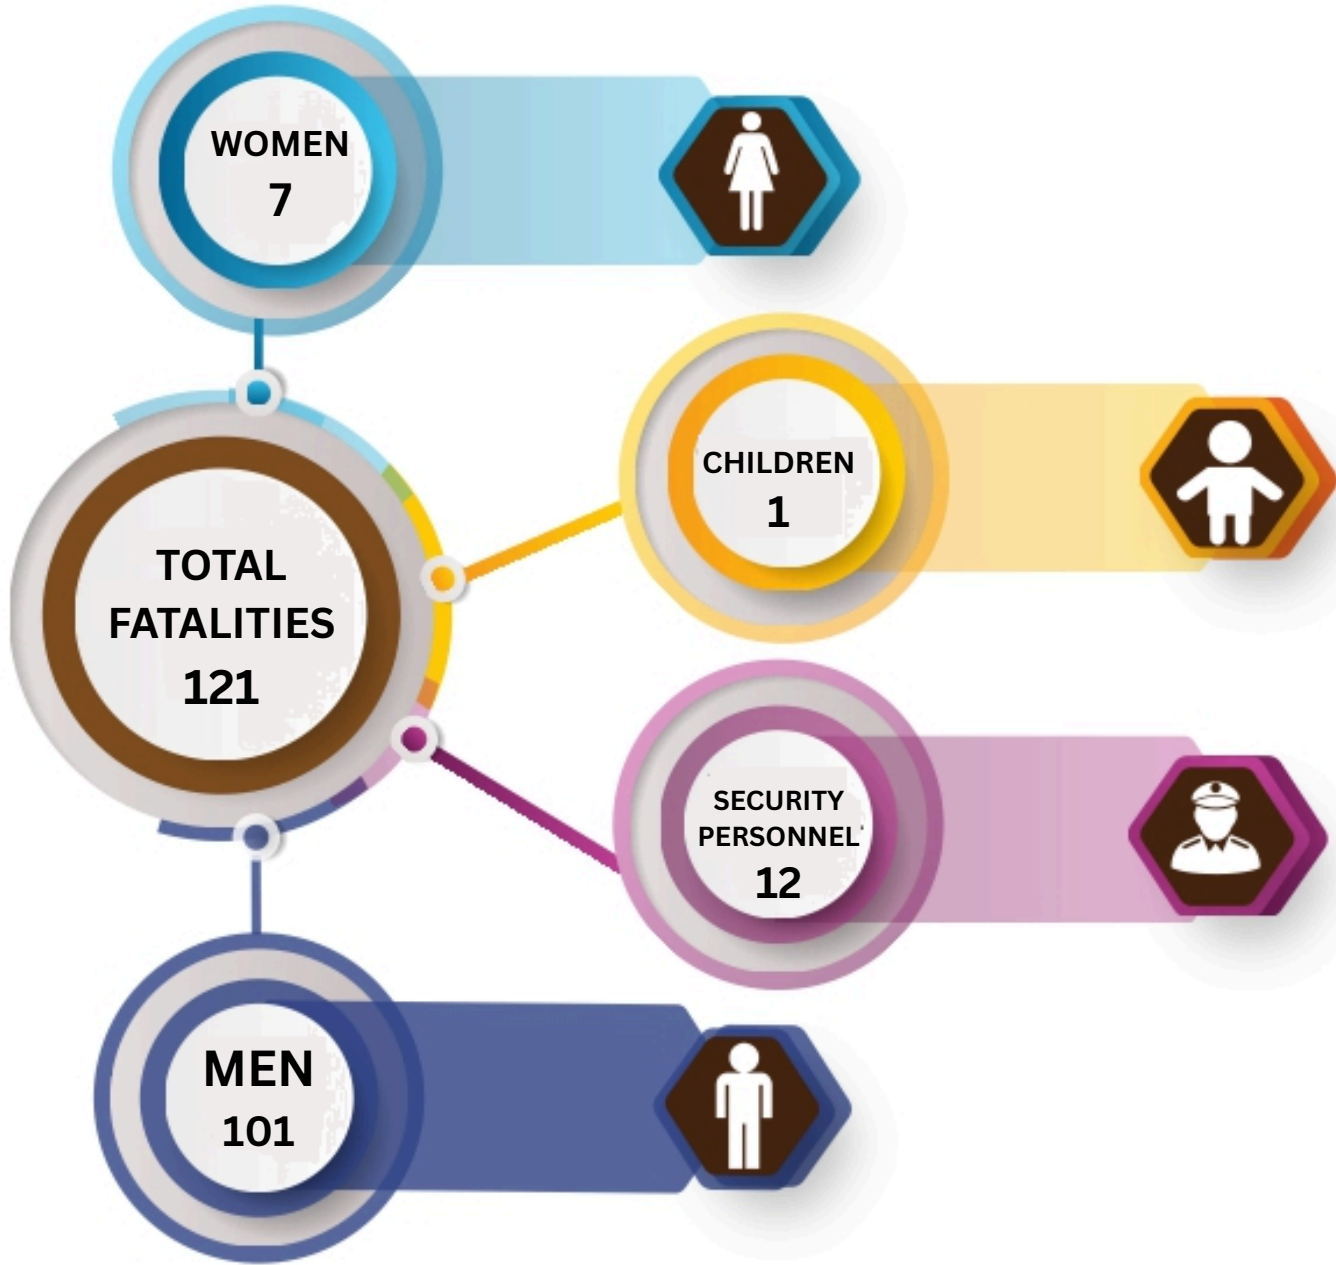 WOMEN
7
CHILDREN
1
TOTAL
FATALITIES
121
SECURITY
PERSONNEL
12
MEN
101